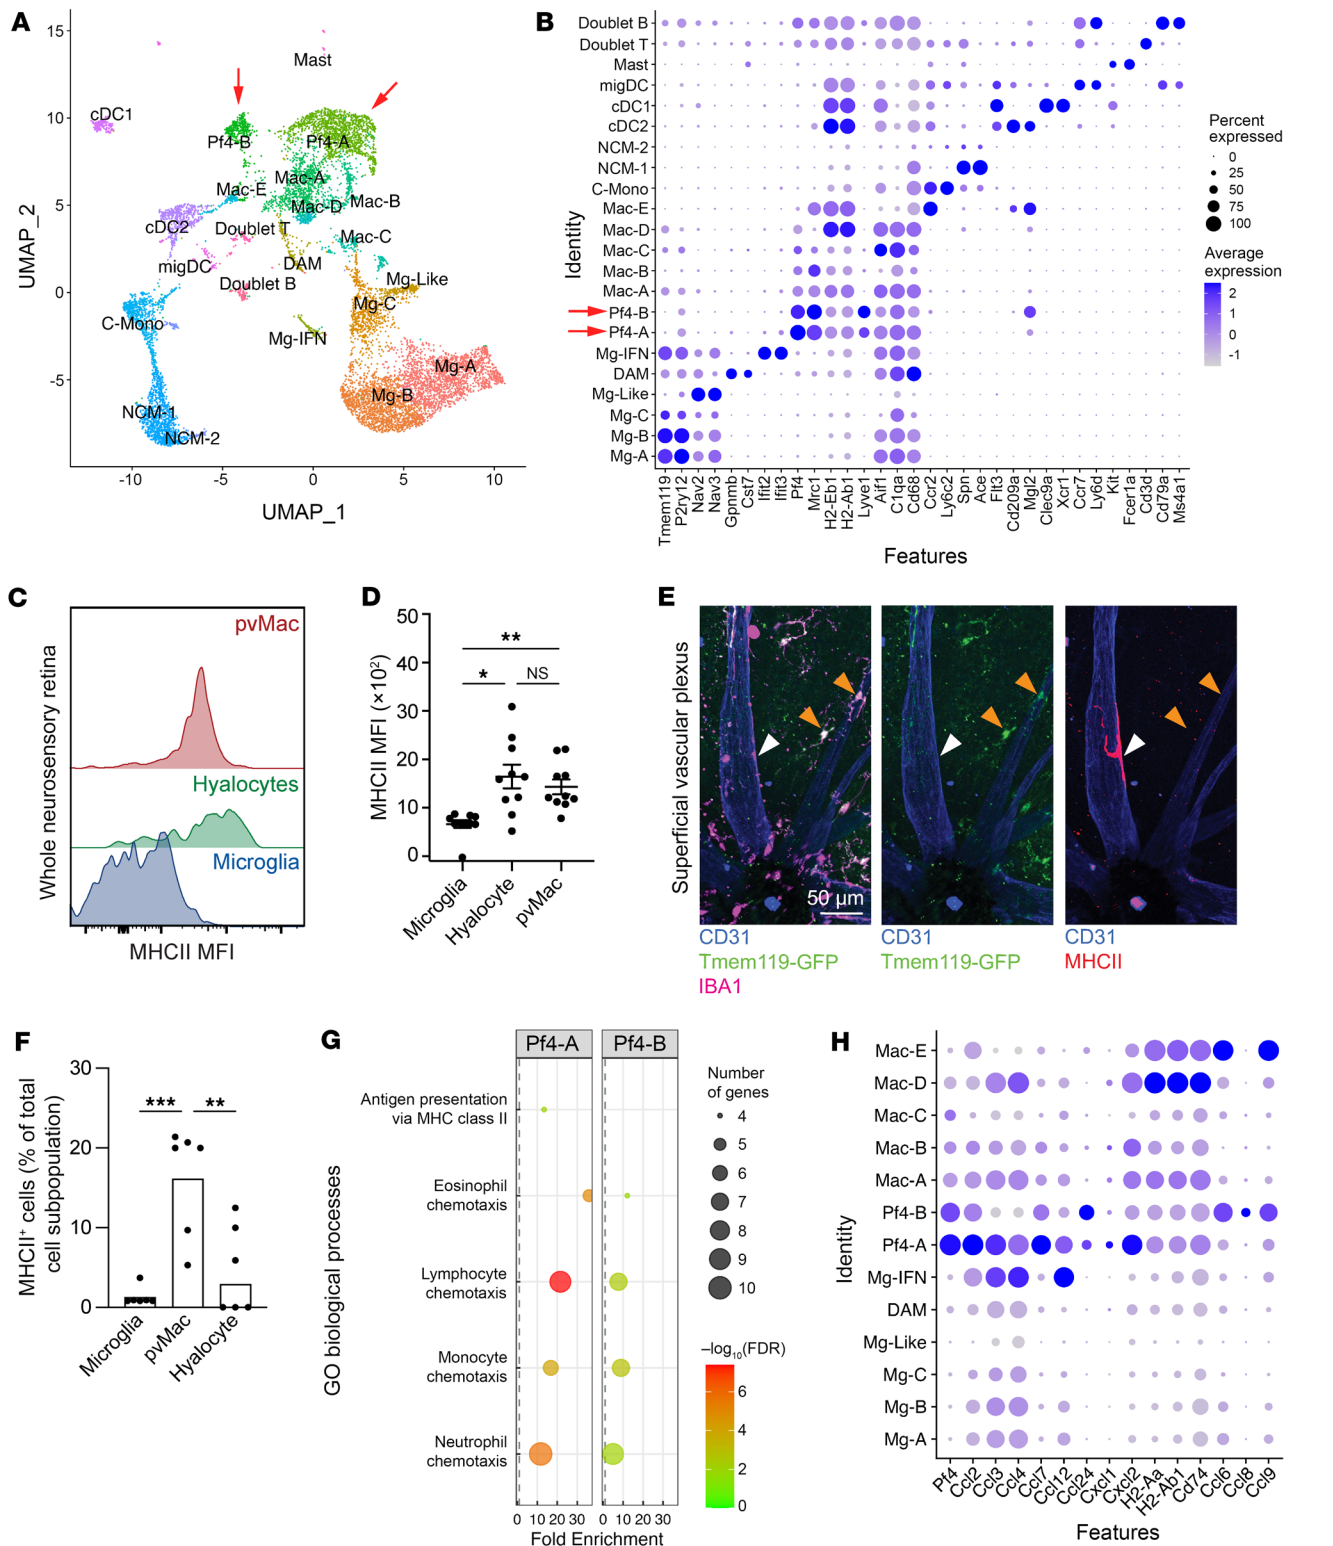 A
15
10
5
0
-5
UMAP_2
-10
-5
0
5
10
UMAP_1
Mast
cDC1
Pf4-B
Pf4-A
Mac-A
Mac-E
Mac-B
Mac-D
cDC2
Doublet T
Mac-C
migDC
DAM
Doublet B
Mg-Like
Mg-C
C-Mono
Mg-IFN
Mg-A
Mg-B
NCM-1
NCM-2
B
Identity
Doublet B
Doublet T
Mast
migDC
cDC1
cDC2
NCM-2
NCM-1
C-Mono
Mac-E
Mac-D
Mac-C
Mac-B
Mac-A
Pf4-B
Pf4-A
Mg-IFN
DAM
Mg-Like
Mg-C
Mg-B
Mg-A
Tmem119
P2ry12
Nav2
Nav3
Gpnmb
Cst7
Ifit2
Ifit3
Pf4
Mrc1
H2-Eb1
H2-Ab1
Lyve1
Aif1
C1qa
Cd68
Ccr2
Ly6c2
Spn
Ace
Flt3
Cd209a
Mgl2
Clec9a
Xcr1
Ccr7
Ly6d
Kit
Fcer1a
Cd3d
Cd79a
Ms4a1
Features
Percent
expressed
0
25
50
75
100
Average
expression
2
1
0
-1
C
Whole neurosensory retina
pvMac
Hyalocytes
Microglia
MHCII MFI
D
MHCII MFI (×10²)
50
40
30
20
10
0
**
*
NS
Microglia
Hyalocyte
pvMac
E
Superficial vascular plexus
50 µm
CD31
Tmem119-GFP
IBA1
CD31
Tmem119-GFP
CD31
MHCII
F
MHCII⁺ cells (% of total
cell subpopulation)
30
20
10
0
***
**
Microglia
pvMac
Hyalocyte
G
GO biological processes
Pf4-A
Pf4-B
Antigen presentation
via MHC class II
Eosinophil
chemotaxis
Lymphocyte
chemotaxis
Monocyte
chemotaxis
Neutrophil
chemotaxis
0 10 20 30
0 10 20 30
Fold Enrichment
Number
of genes
4
5
6
7
8
9
10
–log₁₀(FDR)
6
4
2
0
H
Identity
Mac-E
Mac-D
Mac-C
Mac-B
Mac-A
Pf4-B
Pf4-A
Mg-IFN
DAM
Mg-Like
Mg-C
Mg-B
Mg-A
Pf4
Ccl2
Ccl3
Ccl4
Ccl7
Ccl12
Ccl24
Cxcl1
Cxcl2
H2-Aa
H2-Ab1
Cd74
Ccl6
Ccl8
Ccl9
Features